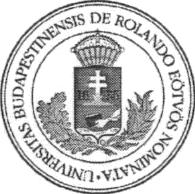 UNIVERSITAS BUDAPESTINENSIS DE ROLANDO EÖTVÖS NOMINATA